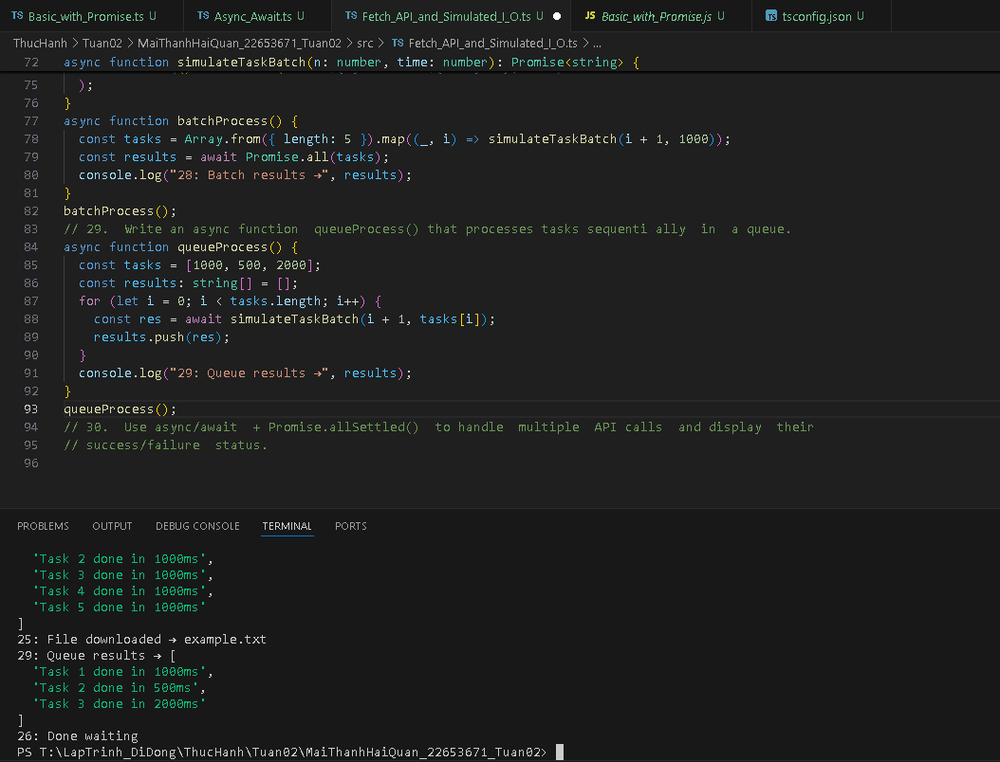 TS Basic_with_Promise.ts U TS Async_Await.ts U TS Fetch_API_and_Simulated_I_O.ts U ● JS Basic_with_Promise.js U TS tsconfig.json U
ThucHanh > Tuan02 > MaiThanhHaiQuan_22653671_Tuan02 > src > TS Fetch_API_and_Simulated_I_O.ts > ...
72 async function simulateTaskBatch(n: number, time: number): Promise<string> {
75 );
76 }
77 async function batchProcess() {
78 const tasks = Array.from({ length: 5 }).map((_, i) => simulateTaskBatch(i + 1, 1000));
79 const results = await Promise.all(tasks);
80 console.log("28: Batch results →", results);
81 }
82 batchProcess();
83 // 29.  Write an async function  queueProcess() that processes tasks sequenti ally  in  a queue.
84 async function queueProcess() {
85 const tasks = [1000, 500, 2000];
86 const results: string[] = [];
87 for (let i = 0; i < tasks.length; i++) {
88 const res = await simulateTaskBatch(i + 1, tasks[i]);
89 results.push(res);
90 }
91 console.log("29: Queue results →", results);
92 }
93 queueProcess();
94 // 30.  Use async/await  + Promise.allSettled()  to handle  multiple  API calls  and display  their
95 // success/failure  status.
96
PROBLEMS OUTPUT DEBUG CONSOLE TERMINAL PORTS
'Task 2 done in 1000ms',
'Task 3 done in 1000ms',
'Task 4 done in 1000ms',
'Task 5 done in 1000ms'
]
25: File downloaded → example.txt
29: Queue results → [
'Task 1 done in 1000ms',
'Task 2 done in 500ms',
'Task 3 done in 2000ms'
]
26: Done waiting
PS T:\LapTrinh_DiDong\ThucHanh\Tuan02\MaiThanhHaiQuan_22653671_Tuan02>